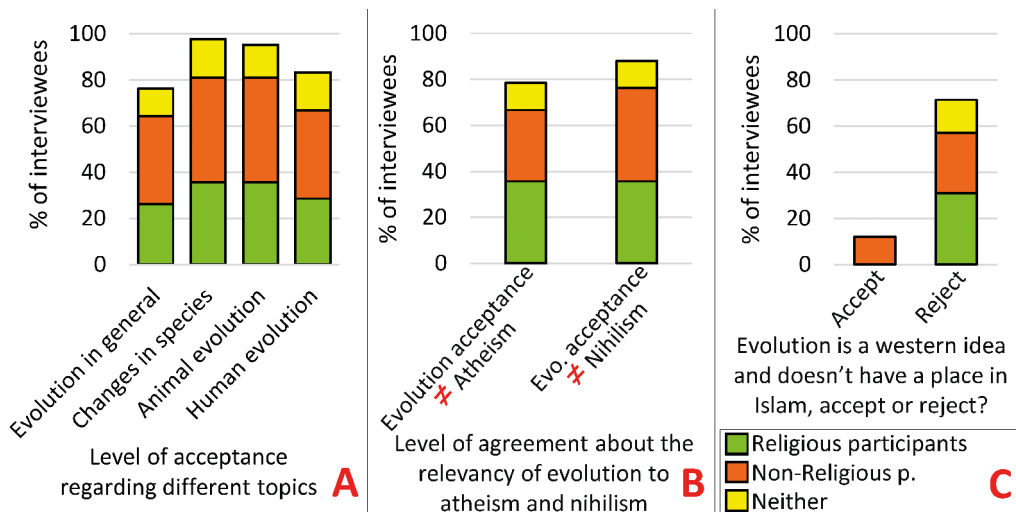 % of interviewees
100
80
60
40
20
0
Evolution in general
Changes in species
Animal evolution
Human evolution
Level of acceptance
regarding different topics
A
% of interviewees
100
80
60
40
20
0
Evolution acceptance
≠ Atheism
Evo. acceptance
≠ Nihilism
Level of agreement about the
relevancy of evolution to
atheism and nihilism
B
% of interviewees
100
80
60
40
20
0
Accept
Reject
Evolution is a western idea
and doesn't have a place in
Islam, accept or reject?
Religious participants
Non-Religious p.
Neither
C